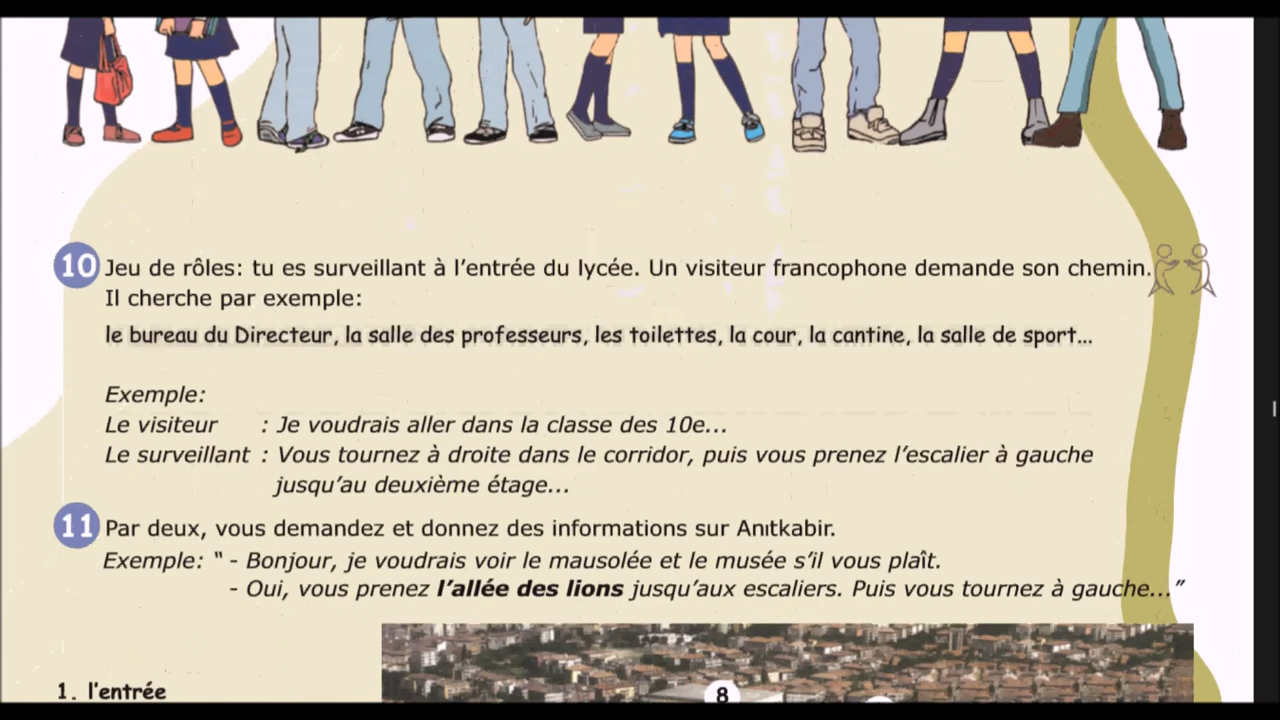 10 Jeu de rôles: tu es surveillant à l’entrée du lycée. Un visiteur francophone demande son chemin.
Il cherche par exemple:
le bureau du Directeur, la salle des professeurs, les toilettes, la cour, la cantine, la salle de sport...
Exemple:
Le visiteur : Je voudrais aller dans la classe des 10e...
Le surveillant : Vous tournez à droite dans le corridor, puis vous prenez l’escalier à gauche
jusqu’au deuxième étage...
11 Par deux, vous demandez et donnez des informations sur Anıtkabir.
Exemple: “ - Bonjour, je voudrais voir le mausolée et le musée s’il vous plaît.
- Oui, vous prenez l’allée des lions jusqu’aux escaliers. Puis vous tournez à gauche...”
1. l’entrée
8